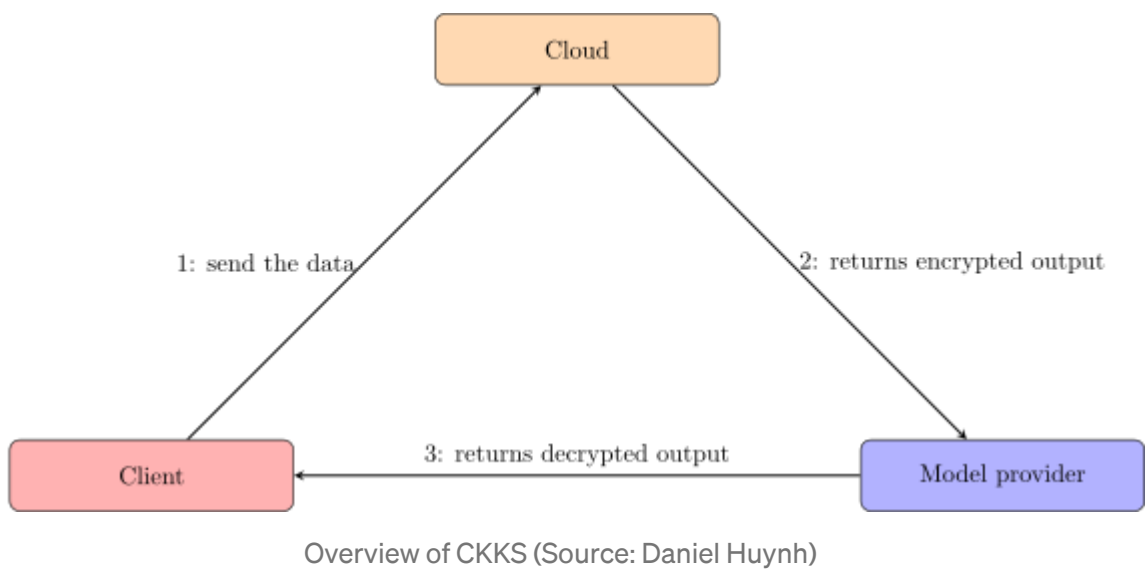 Cloud
1: send the data
2: returns encrypted output
3: returns decrypted output
Client
Model provider
Overview of CKKS (Source: Daniel Huynh)